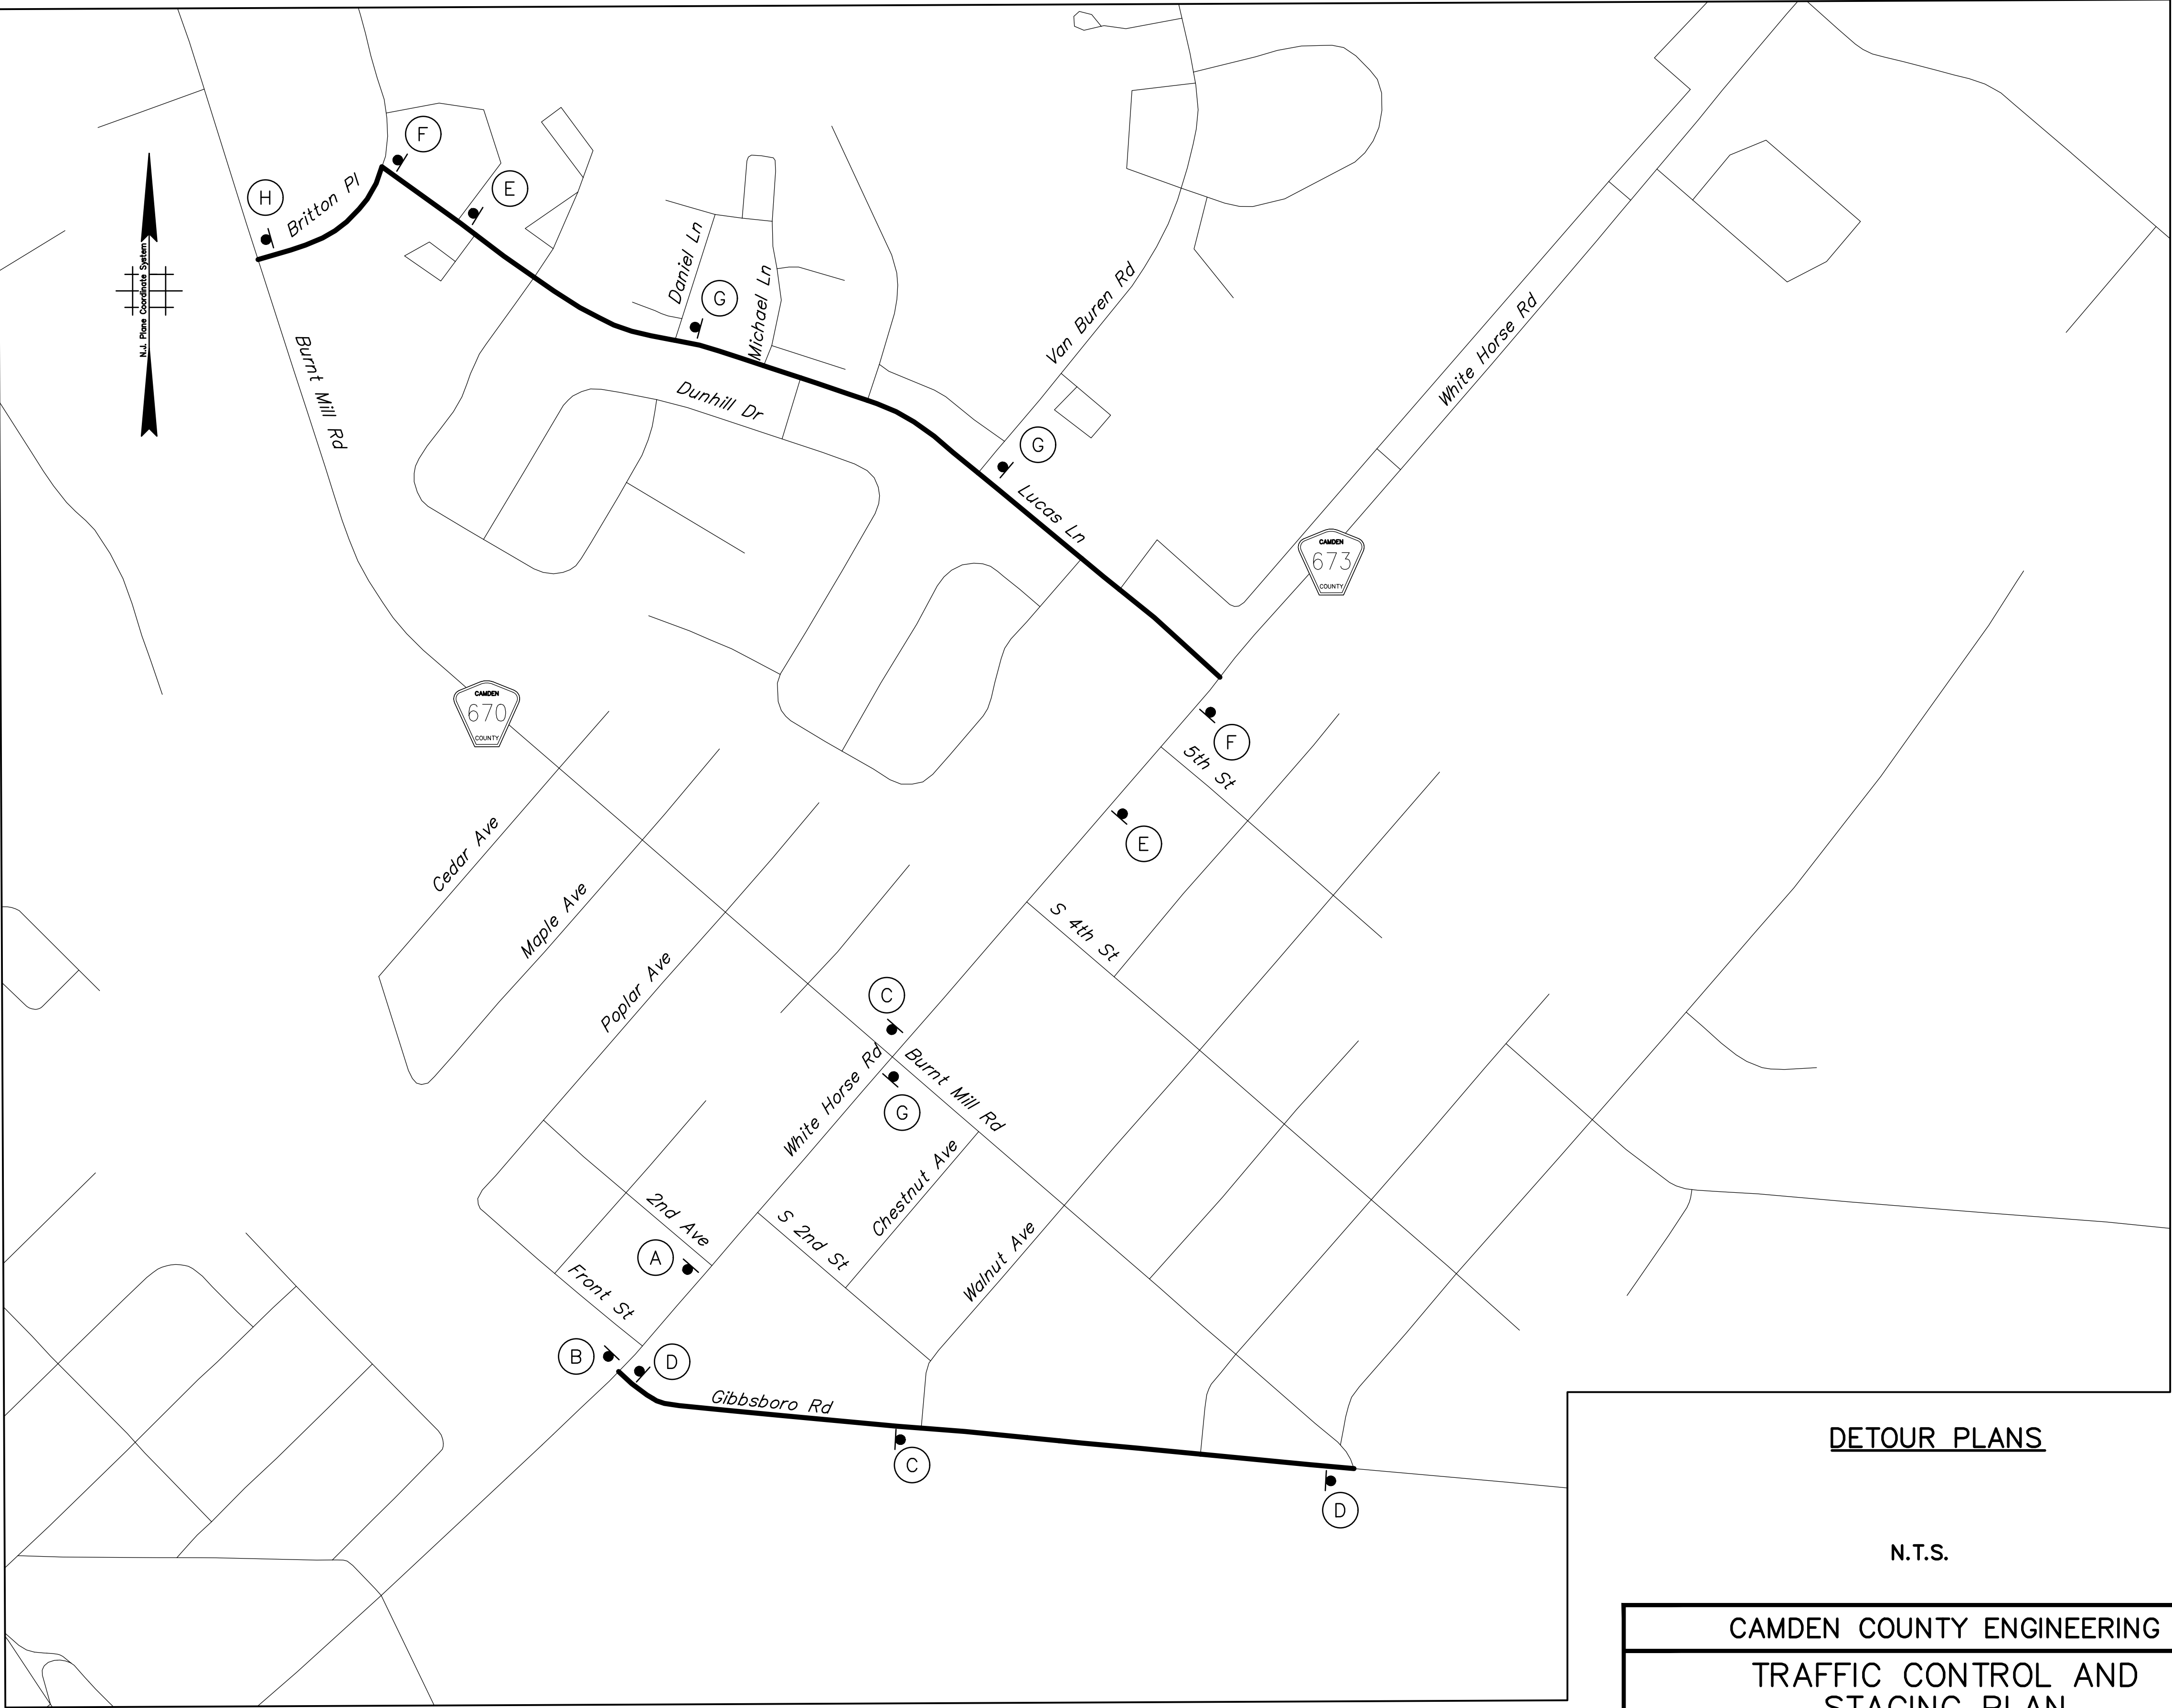 F
E
H
Britton Pl
N.J. Plane Coordinate System
Daniel Ln
G
Michael Ln
Van Buren Rd
White Horse Rd
Burnt Mill Rd
Dunhill Dr
G
Lucas Ln
CAMDEN
673
COUNTY
CAMDEN
670
COUNTY
F
5th St
E
Cedar Ave
Maple Ave
Poplar Ave
S 4th St
C
White Horse Rd
Burnt Mill Rd
G
Chestnut Ave
2nd Ave
S 2nd St
Walnut Ave
A
Front St
B
D
Gibbsboro Rd
C
D
DETOUR PLANS
N.T.S.
CAMDEN COUNTY ENGINEERING
TRAFFIC CONTROL AND
STAGING PLAN